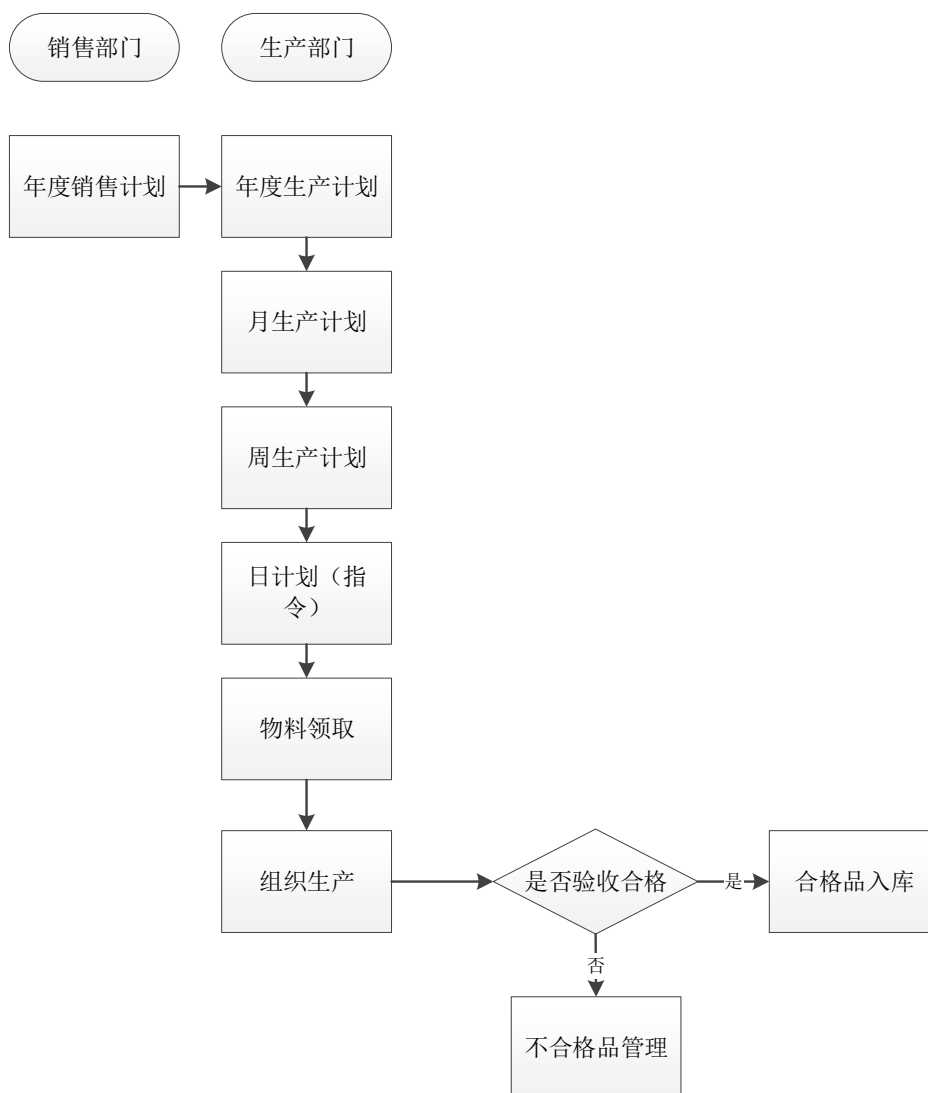 销售部门
生产部门
年度销售计划
年度生产计划
月生产计划
周生产计划
日计划（指
令）
物料领取
组织生产
是否验收合格
是
合格品入库
否
不合格品管理